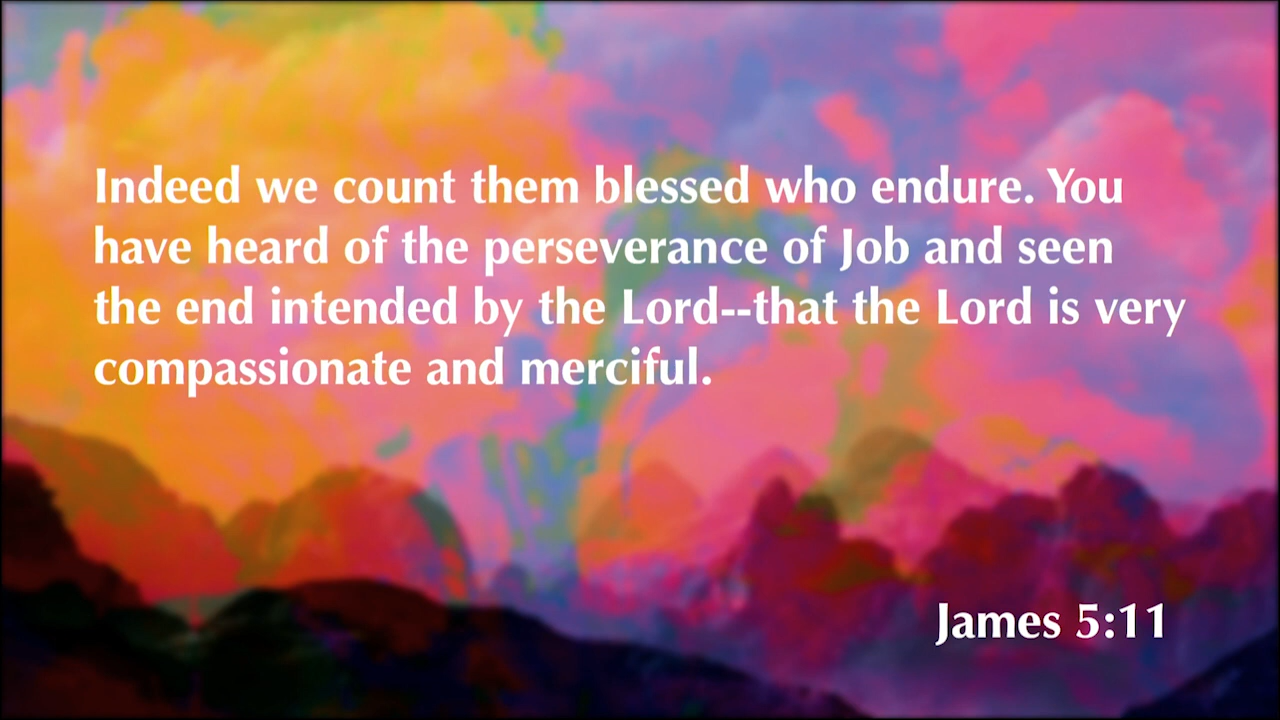 Indeed we count them blessed who endure. You
have heard of the perseverance of Job and seen
the end intended by the Lord--that the Lord is very
compassionate and merciful.
James 5:11